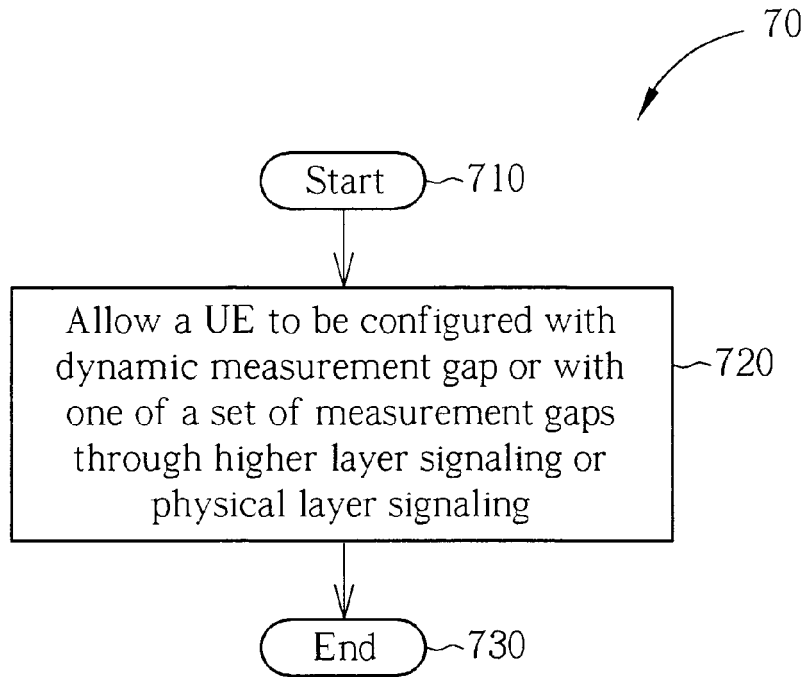 70
Start
710
Allow a UE to be configured with
dynamic measurement gap or with
one of a set of measurement gaps
through higher layer signaling or
physical layer signaling
720
End
730